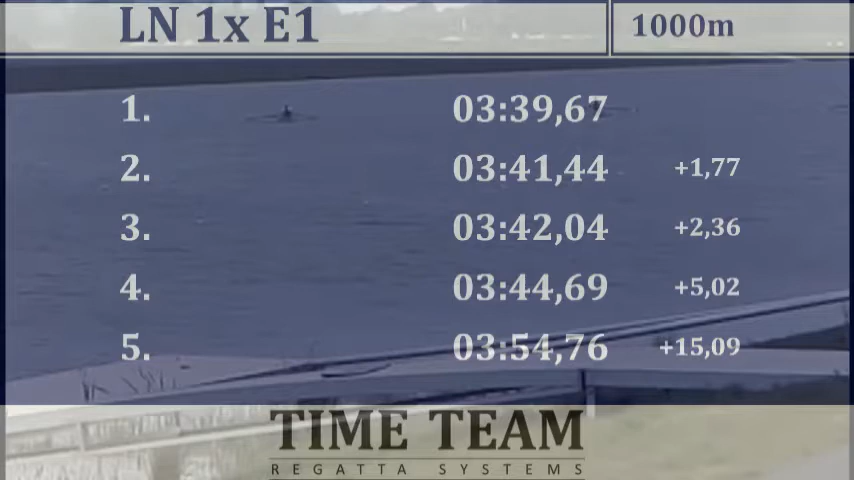 LN 1x E1 1000m
1. 03:39,67
2. 03:41,44 +1,77
3. 03:42,04 +2,36
4. 03:44,69 +5,02
5. 03:54,76 +15,09
TIME TEAM
REGATTA SYSTEMS